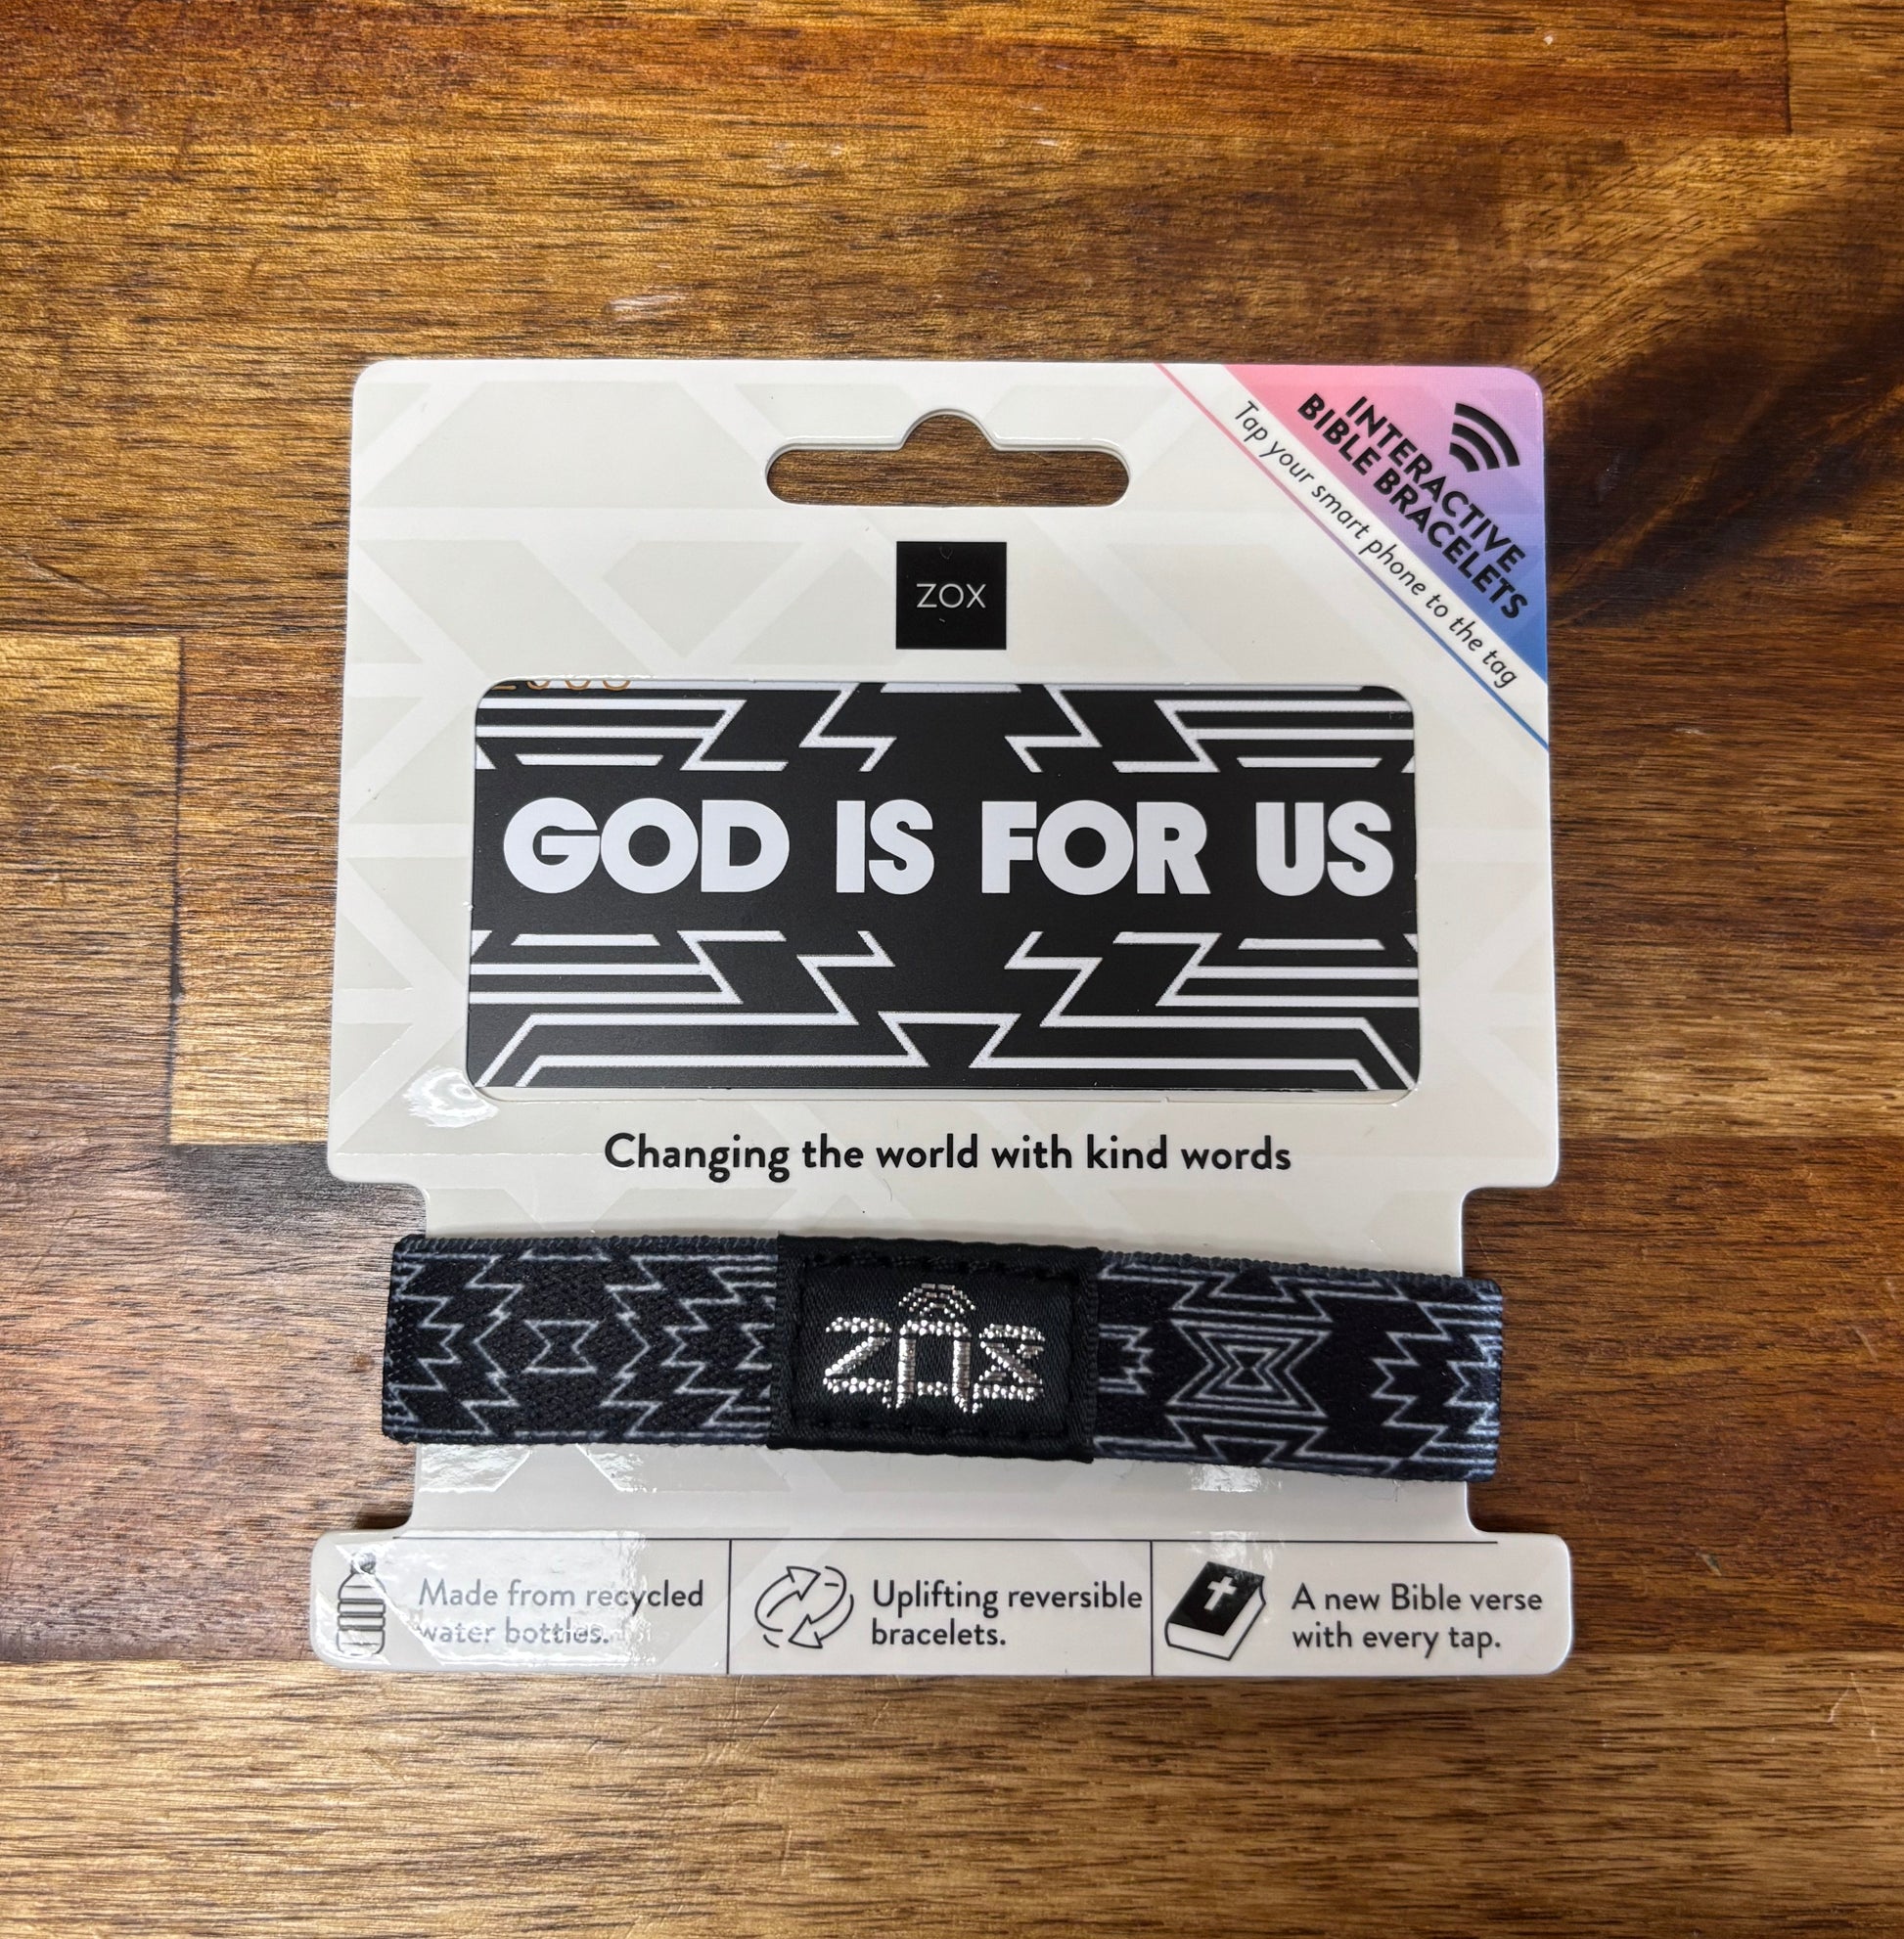 INTERACTIVE
BIBLE BRACELETS
Tap your smart phone to the tag
ZOX
GOD IS FOR US
Changing the world with kind words
ZOX
Made from recycled
water bottles.
Uplifting reversible
bracelets.
A new Bible verse
with every tap.